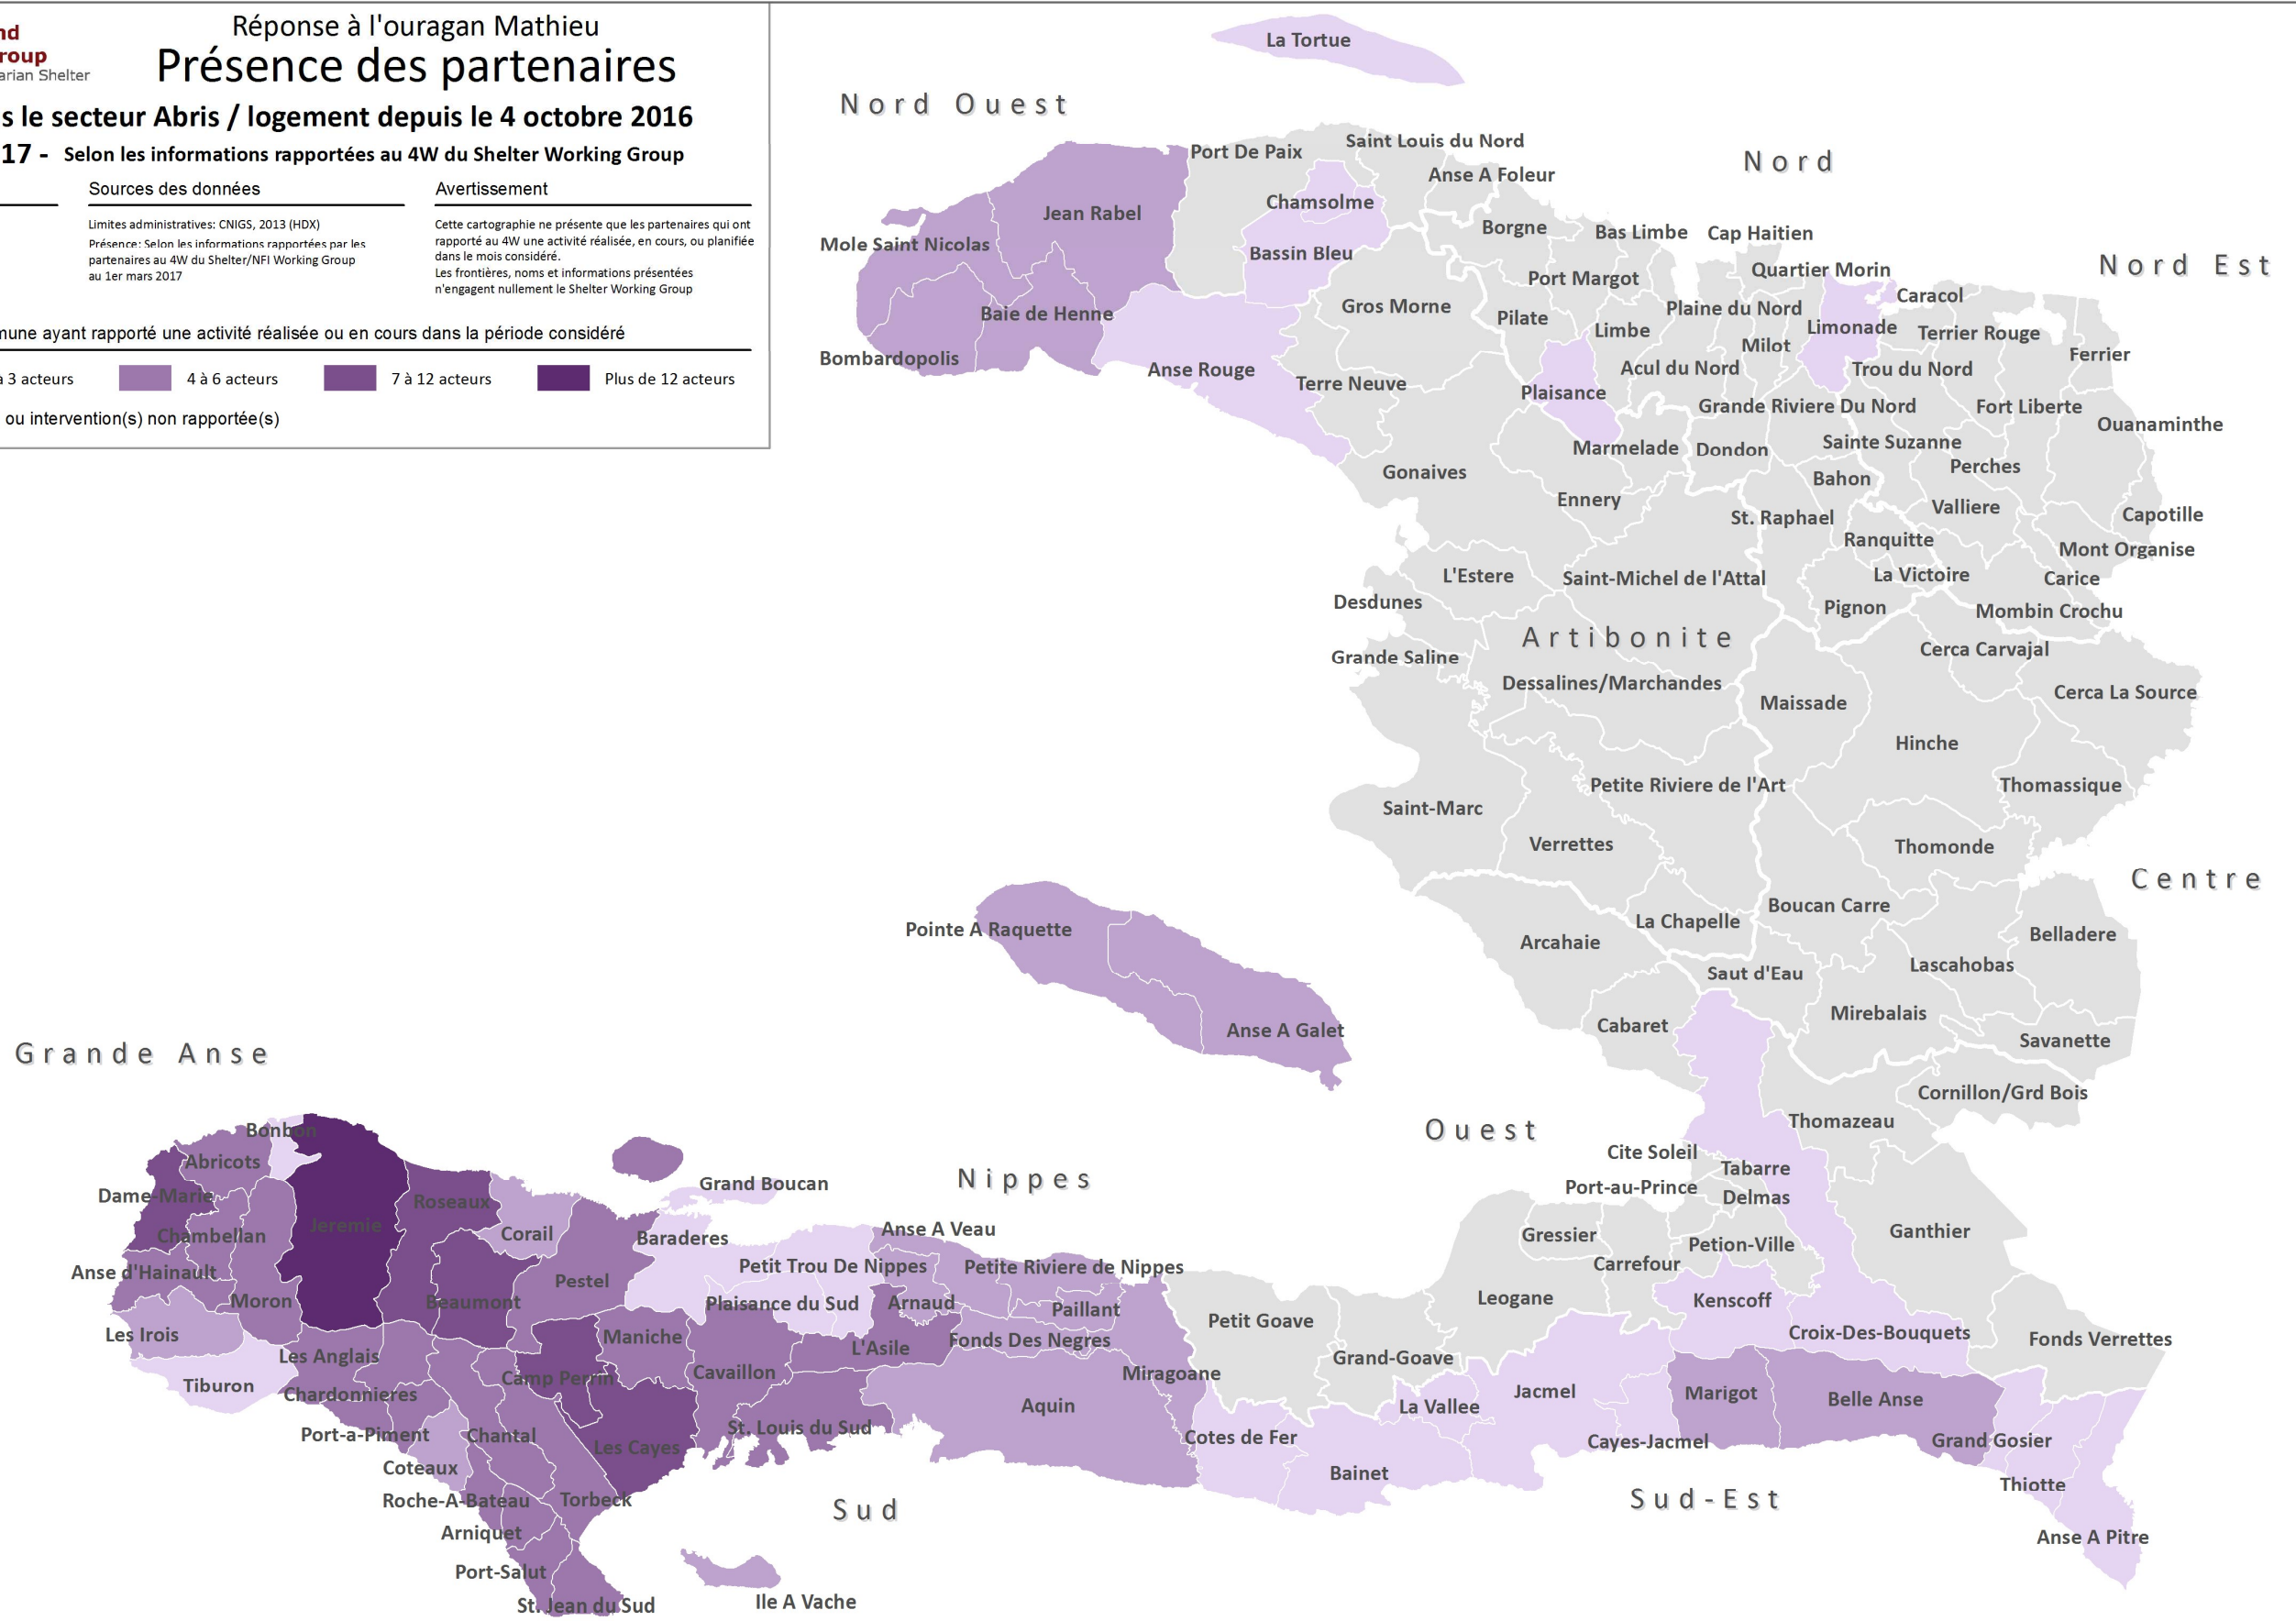 nd
roup
arian Shelter
Réponse à l'ouragan Mathieu
Présence des partenaires
s le secteur Abris / logement depuis le 4 octobre 2016
17 - Selon les informations rapportées au 4W du Shelter Working Group
Sources des données
Limites administratives: CNIGS, 2013 (HDX)
Présence: Selon les informations rapportées par les
partenaires au 4W du Shelter/NFI Working Group
au 1er mars 2017
Avertissement
Cette cartographie ne présente que les partenaires qui ont
rapporté au 4W une activité réalisée, en cours, ou planifiée
dans le mois considéré.
Les frontières, noms et informations présentées
n'engagent nullement le Shelter Working Group
mune ayant rapporté une activité réalisée ou en cours dans la période considéré
à 3 acteurs
4 à 6 acteurs
7 à 12 acteurs
Plus de 12 acteurs
ou intervention(s) non rapportée(s)
La Tortue
Nord Ouest
Port De Paix
Saint Louis du Nord
Anse A Foleur
Nord
Jean Rabel
Chamsolme
Mole Saint Nicolas
Bassin Bleu
Borgne
Bas Limbe
Cap Haitien
Nord Est
Port Margot
Quartier Morin
Baie de Henne
Gros Morne
Pilate
Limbe
Plaine du Nord
Caracol
Limonade
Terrier Rouge
Milot
Ferrier
Bombardopolis
Anse Rouge
Terre Neuve
Plaisance
Acul du Nord
Trou du Nord
Grande Riviere Du Nord
Fort Liberte
Ouanaminthe
Marmelade
Dondon
Sainte Suzanne
Perches
Gonaives
Bahon
Ennery
St. Raphael
Valliere
Capotille
Ranquitte
Mont Organise
L'Estere
Saint-Michel de l'Attal
La Victoire
Carice
Desdunes
Pignon
Mombin Crochu
Artibonite
Grande Saline
Cerca Carvajal
Dessalines/Marchandes
Maissade
Cerca La Source
Hinche
Petite Riviere de l'Art
Thomassique
Saint-Marc
Verrettes
Thomonde
Centre
Boucan Carre
La Chapelle
Pointe A Raquette
Arcahaie
Belladere
Lascahobas
Saut d'Eau
Anse A Galet
Cabaret
Mirebalais
Savanette
Grande Anse
Cornillon/Grd Bois
Thomazeau
Ouest
Bonbon
Abricots
Cite Soleil
Tabarre
Nippes
Grand Boucan
Port-au-Prince
Delmas
Dame-Marie
Roseaux
Jeremie
Corail
Chambellan
Baraderes
Anse A Veau
Gressier
Petion-Ville
Ganthier
Carrefour
Anse d'Hainault
Pestel
Petit Trou De Nippes
Petite Riviere de Nippes
Moron
Beaumont
Plaisance du Sud
Arnaud
Paillant
Petit Goave
Leogane
Kenscoff
Les Irois
Maniche
L'Asile
Fonds Des Negres
Croix-Des-Bouquets
Fonds Verrettes
Les Anglais
Grand-Goave
Tiburon
Camp Perrin
Cavaillon
Miragoane
Chardonnieres
Aquin
La Vallee
Jacmel
Marigot
Belle Anse
Port-a-Piment
Chantal
St. Louis du Sud
Les Cayes
Cotes de Fer
Cayes-Jacmel
Grand Gosier
Coteaux
Bainet
Thiotte
Roche-A-Bateau
Torbeck
Sud
Sud-Est
Arniquet
Anse A Pitre
Port-Salut
St. Jean du Sud
Ile A Vache